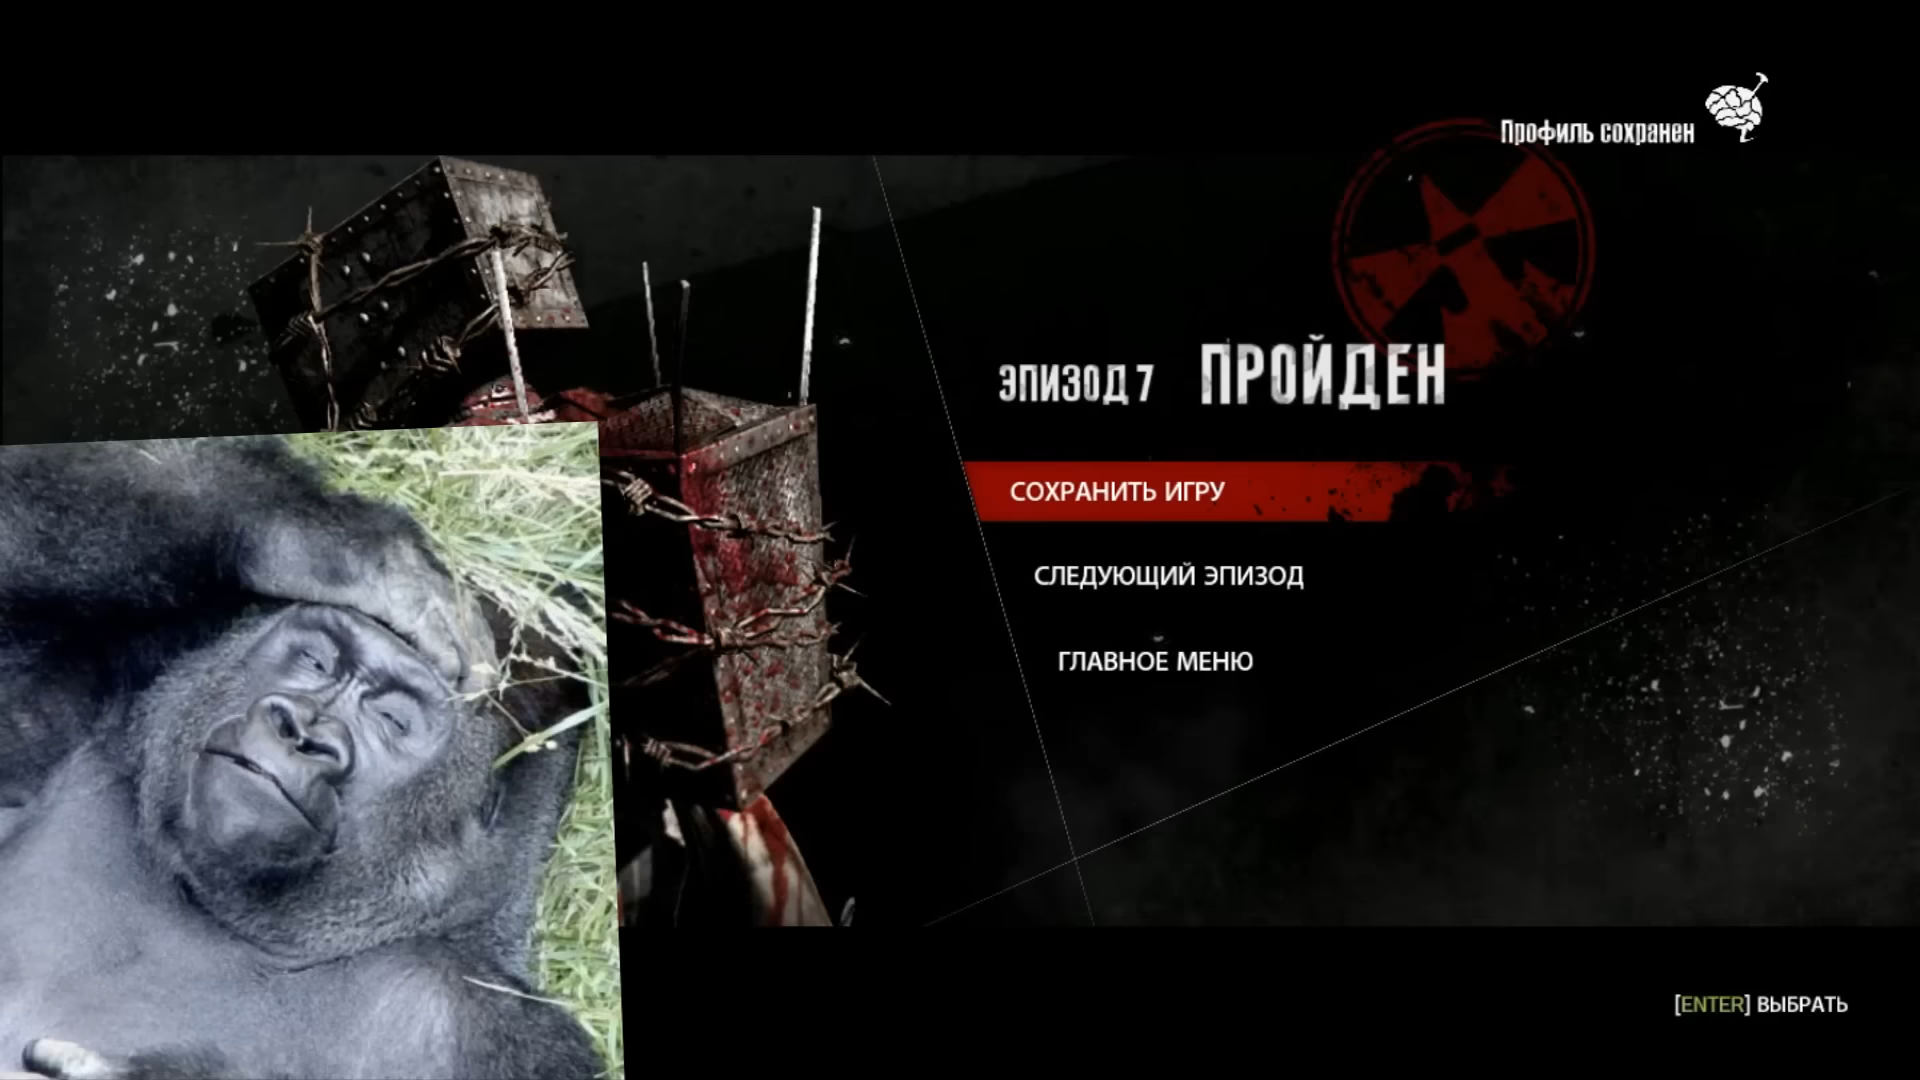 Профиль сохранен
ЭПИЗОД 7 ПРОЙДЕН
СОХРАНИТЬ ИГРУ
СЛЕДУЮЩИЙ ЭПИЗОД
ГЛАВНОЕ МЕНЮ
[ENTER] ВЫБРАТЬ